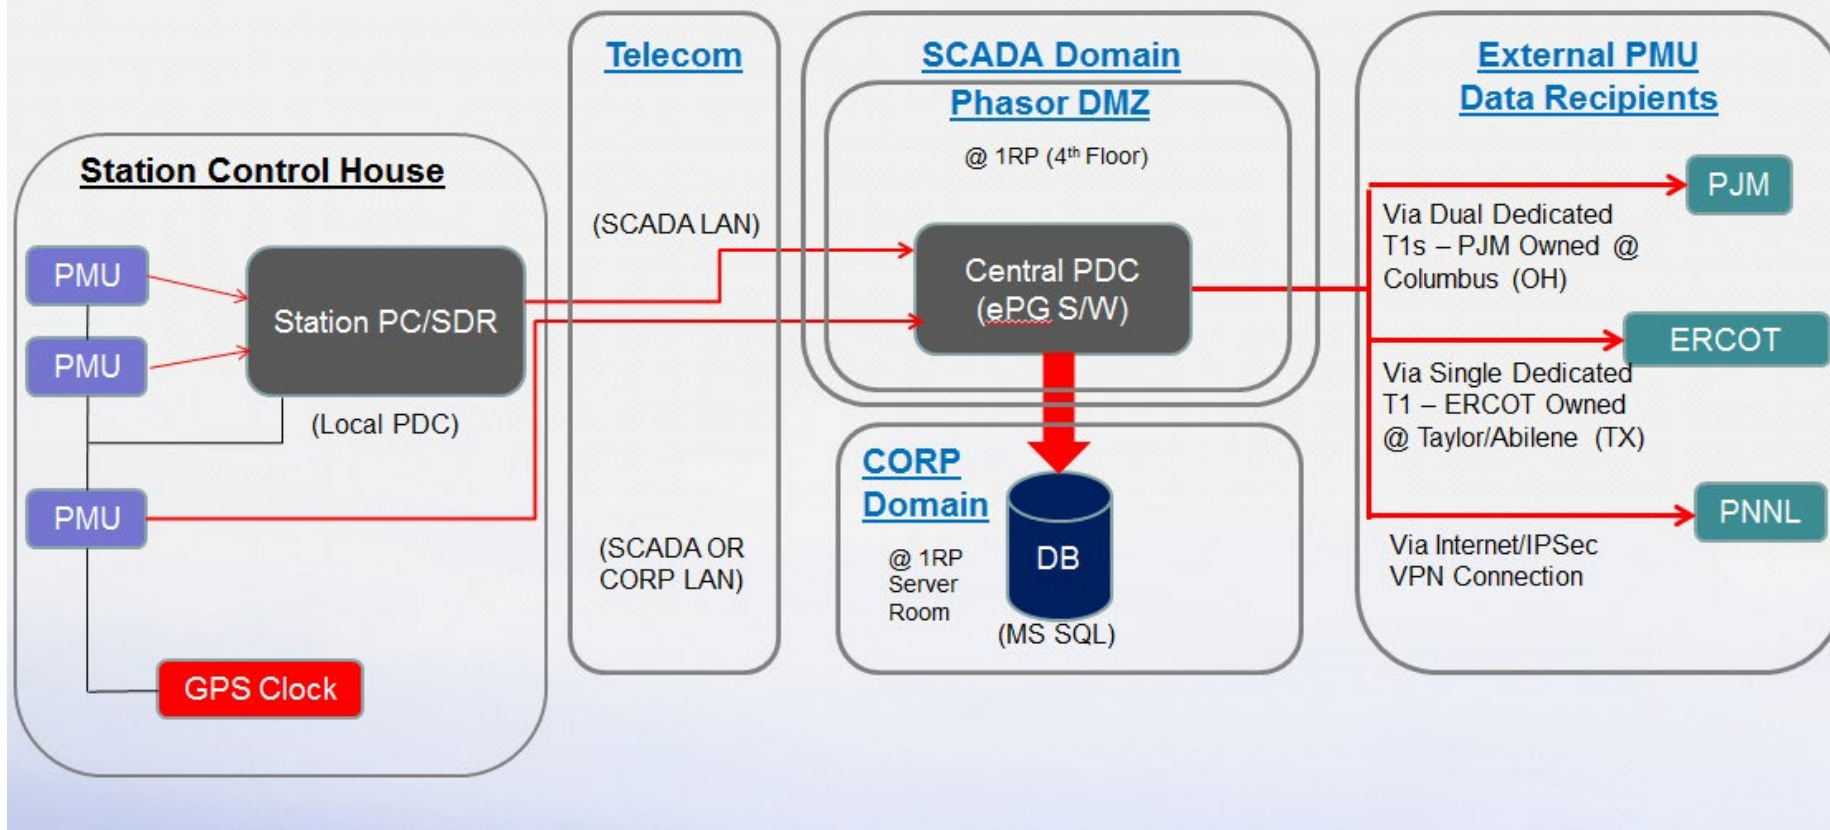 Station Control House
PMU
PMU
PMU
Station PC/SDR
(Local PDC)
GPS Clock
Telecom
(SCADA LAN)
(SCADA OR
CORP LAN)
SCADA Domain
Phasor DMZ
@ 1RP (4th Floor)
Central PDC
(ePG S/W)
CORP
Domain
@ 1RP
Server
Room
DB
(MS SQL)
External PMU
Data Recipients
PJM
Via Dual Dedicated
T1s – PJM Owned @
Columbus (OH)
ERCOT
Via Single Dedicated
T1 – ERCOT Owned
@ Taylor/Abilene (TX)
PNNL
Via Internet/IPSec
VPN Connection